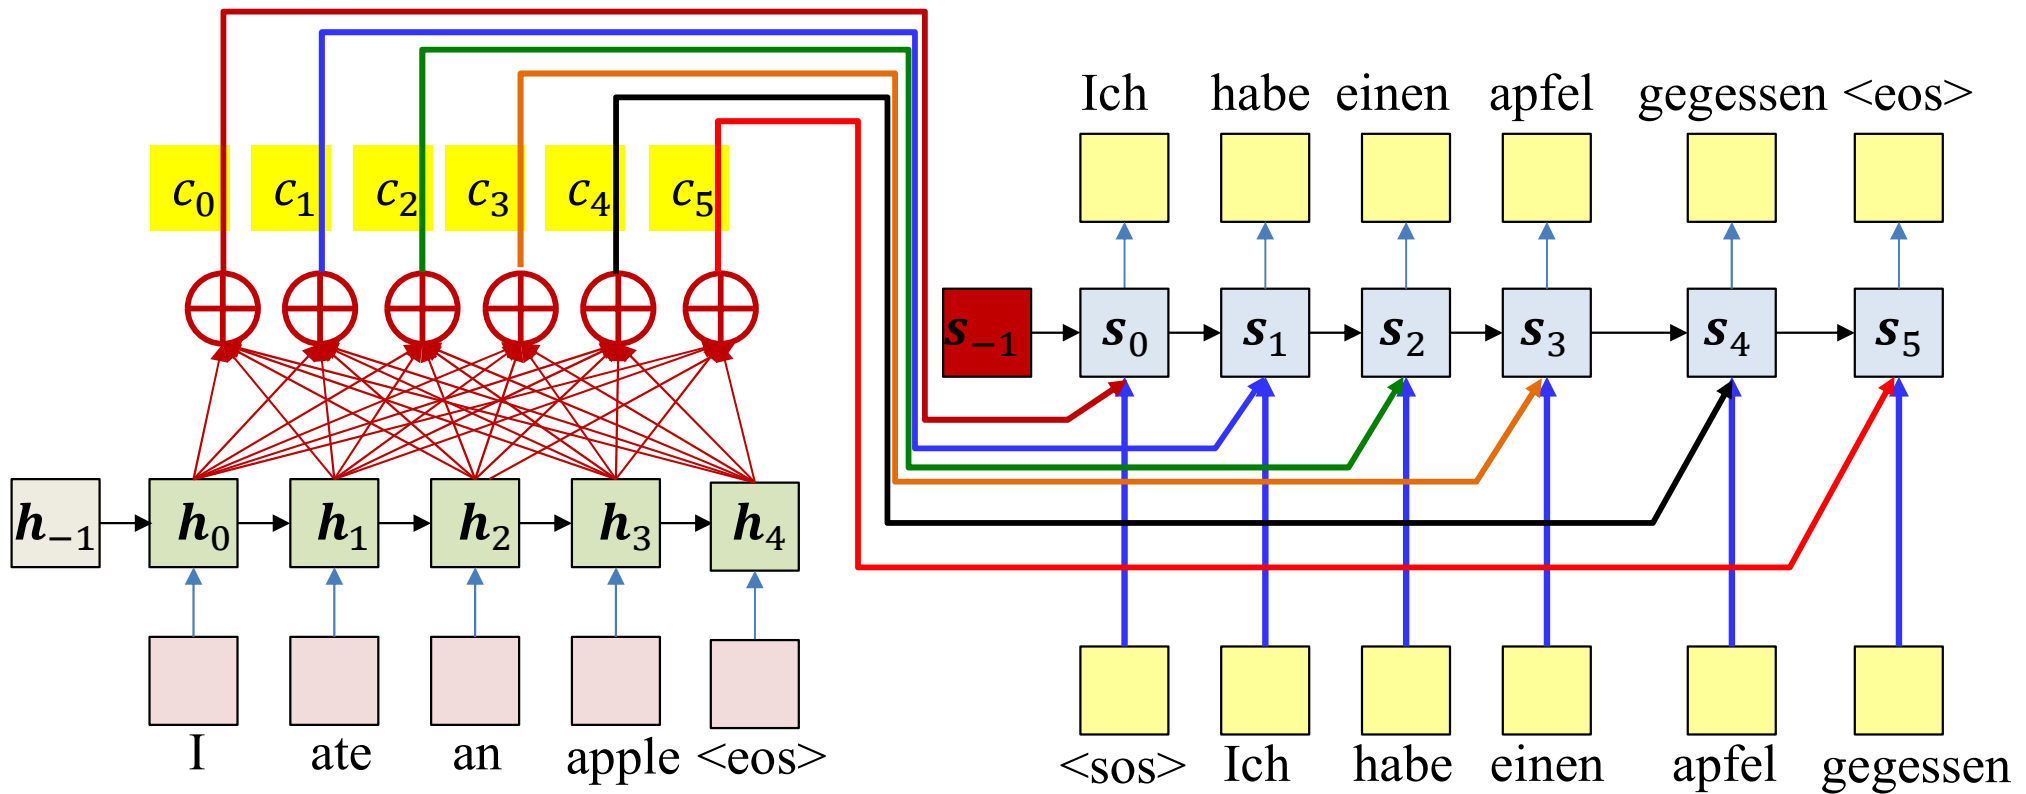 Ich habe einen apfel gegessen <eos>
c₀ c₁ c₂ c₃ c₄ c₅
s₋₁ s₀ s₁ s₂ s₃ s₄ s₅
h₋₁ h₀ h₁ h₂ h₃ h₄
I ate an apple <eos>
<sos> Ich habe einen apfel gegessen